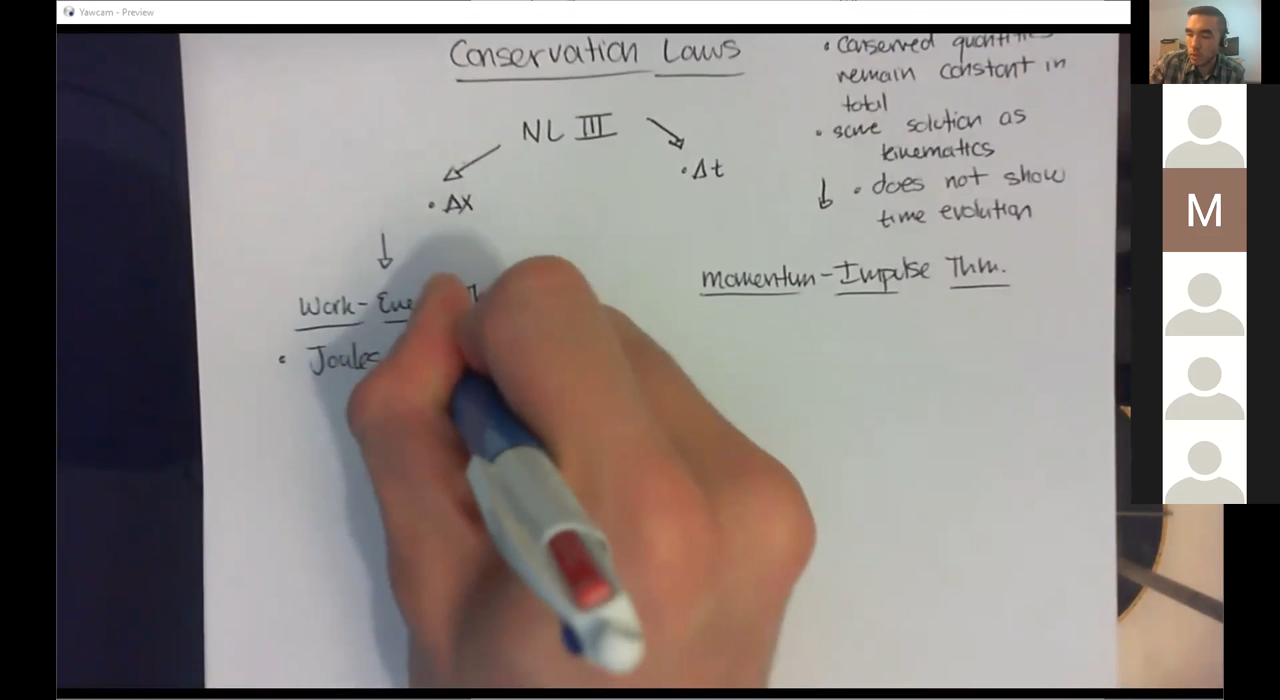 Yawcam - Preview
Conservation Laws
NL III
• Δx
• Δt
• Conserved
remain constant in
total
• same solution as
kinematics
• does not show
time evolution
Work-
• Joules
Momentum-Impulse Thm.
M